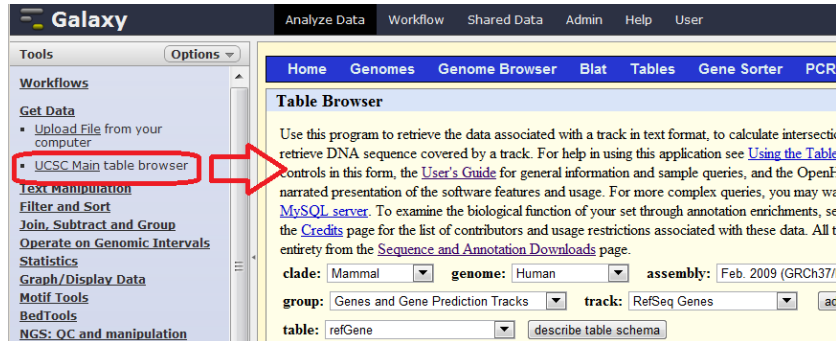 Galaxy
Analyze Data Workflow Shared Data Admin Help User
Tools Options
Workflows
Get Data
Upload File from your
computer
UCSC Main table browser
Text Manipulation
Filter and Sort
Join, Subtract and Group
Operate on Genomic Intervals
Statistics
Graph/Display Data
Motif Tools
BedTools
NGS: QC and manipulation
Home Genomes Genome Browser Blat Tables Gene Sorter PCR
Table Browser
Use this program to retrieve the data associated with a track in text format, to calculate intersecti
retrieve DNA sequence covered by a track. For help in using this application see Using the Table
controls in this form, the User's Guide for general information and sample queries, and the OpenH
narrated presentation of the software features and usage. For more complex queries, you may wa
MySQL server. To examine the biological function of your set through annotation enrichments, se
the Credits page for the list of contributors and usage restrictions associated with these data. All t
entirety from the Sequence and Annotation Downloads page.
clade: Mammal genome: Human assembly: Feb. 2009 (GRCh37/
group: Genes and Gene Prediction Tracks track: RefSeq Genes ad
table: refGene describe table schema